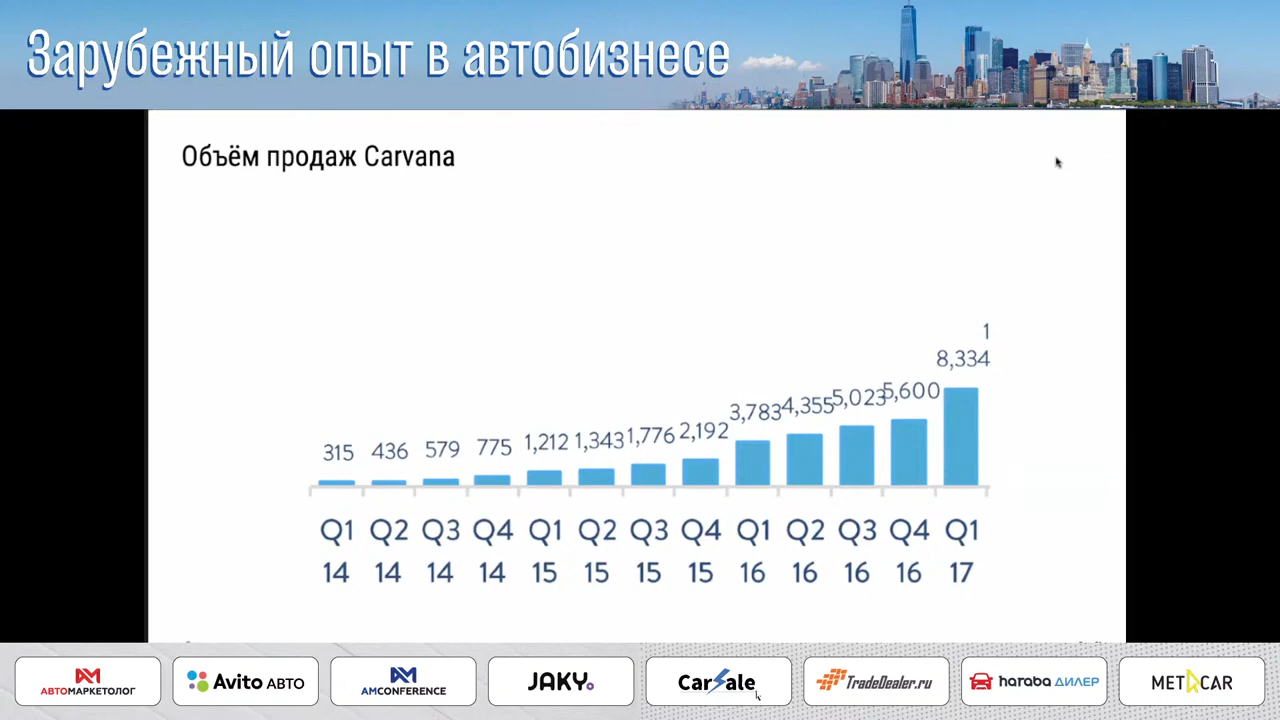 Зарубежный опыт в автобизнесе
Объём продаж Carvana
1
315 436 579 775 1,212 1,343 1,776 2,192 3,783 4,355 5,023 5,600 8,334
Q1 Q2 Q3 Q4 Q1 Q2 Q3 Q4 Q1 Q2 Q3 Q4 Q1
14 14 14 14 15 15 15 15 16 16 16 16 17
АВТОМАРКЕТОЛОГ Avito АВТО AMCONFERENCE JAKY CarSale TradeDealer.ru haraba ДИЛЕР METACAR